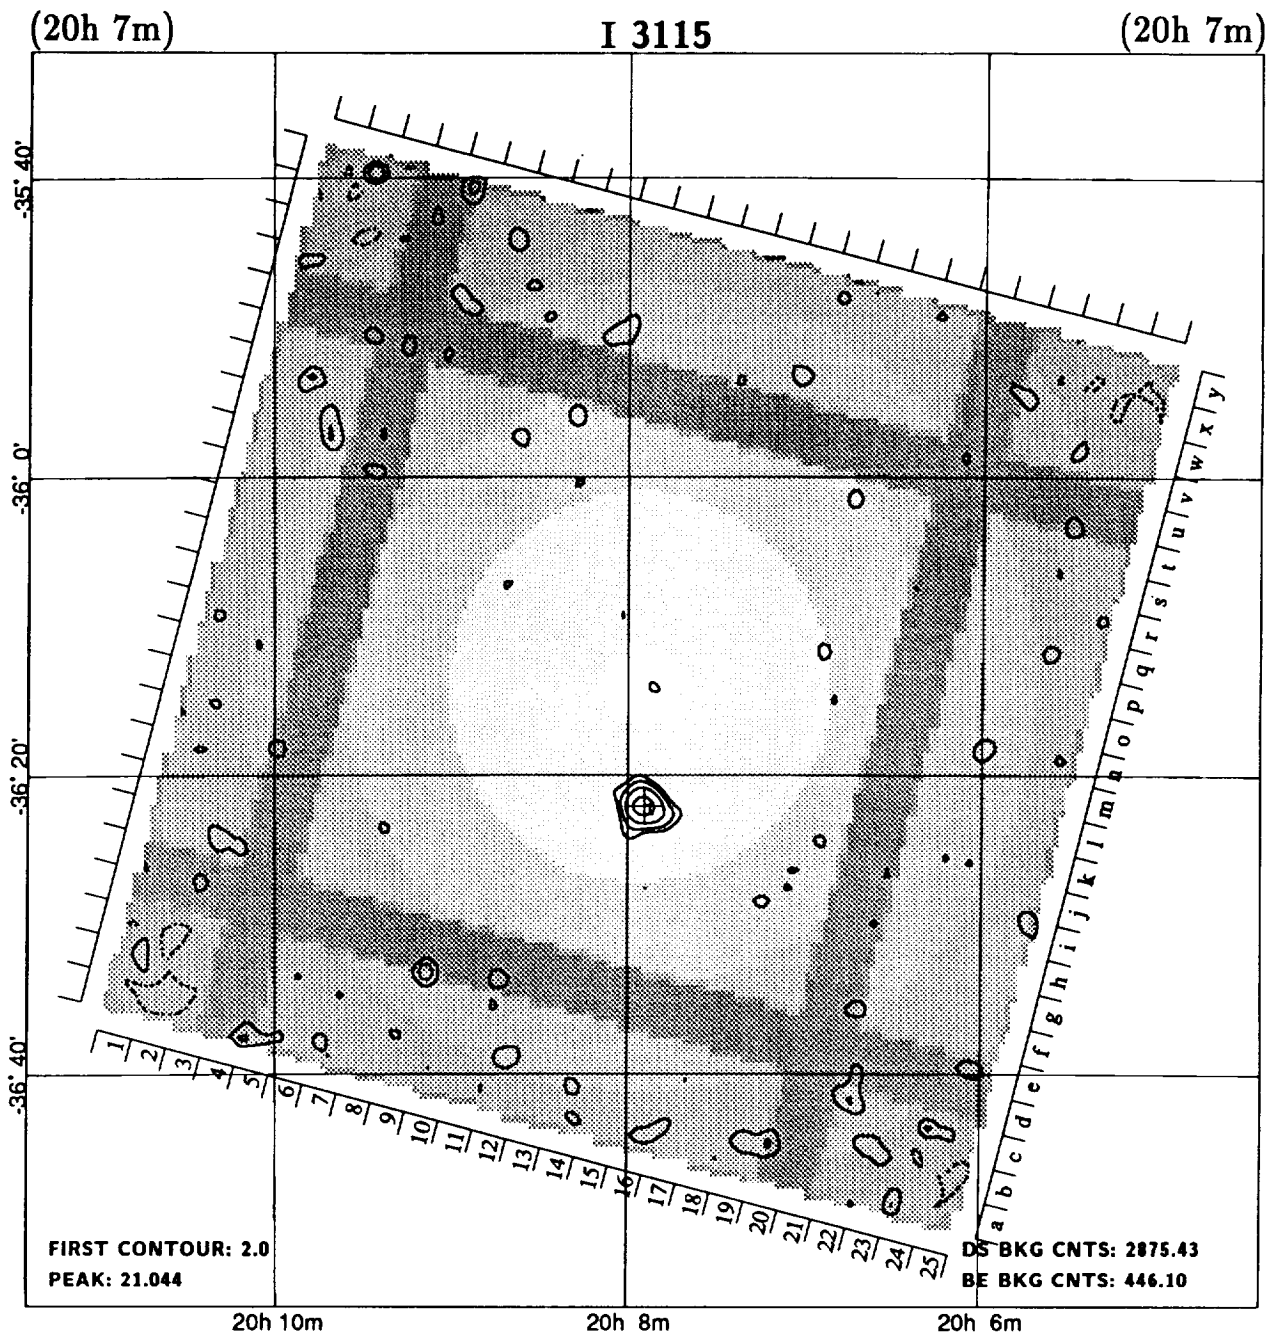 (20h 7m)
I 3115
(20h 7m)
-35° 40'
-36° 0'
-36° 20'
-36° 40'
y
x
w
v
u
t
s
r
q
p
o
n
m
l
k
j
i
h
g
f
e
d
c
b
a
1 2 3 4 5 6 7 8 9 10 11 12 13 14 15 16 17 18 19 20 21 22 23 24 25
FIRST CONTOUR: 2.0
PEAK: 21.044
DS BKG CNTS: 2875.43
BE BKG CNTS: 446.10
20h 10m
20h 8m
20h 6m